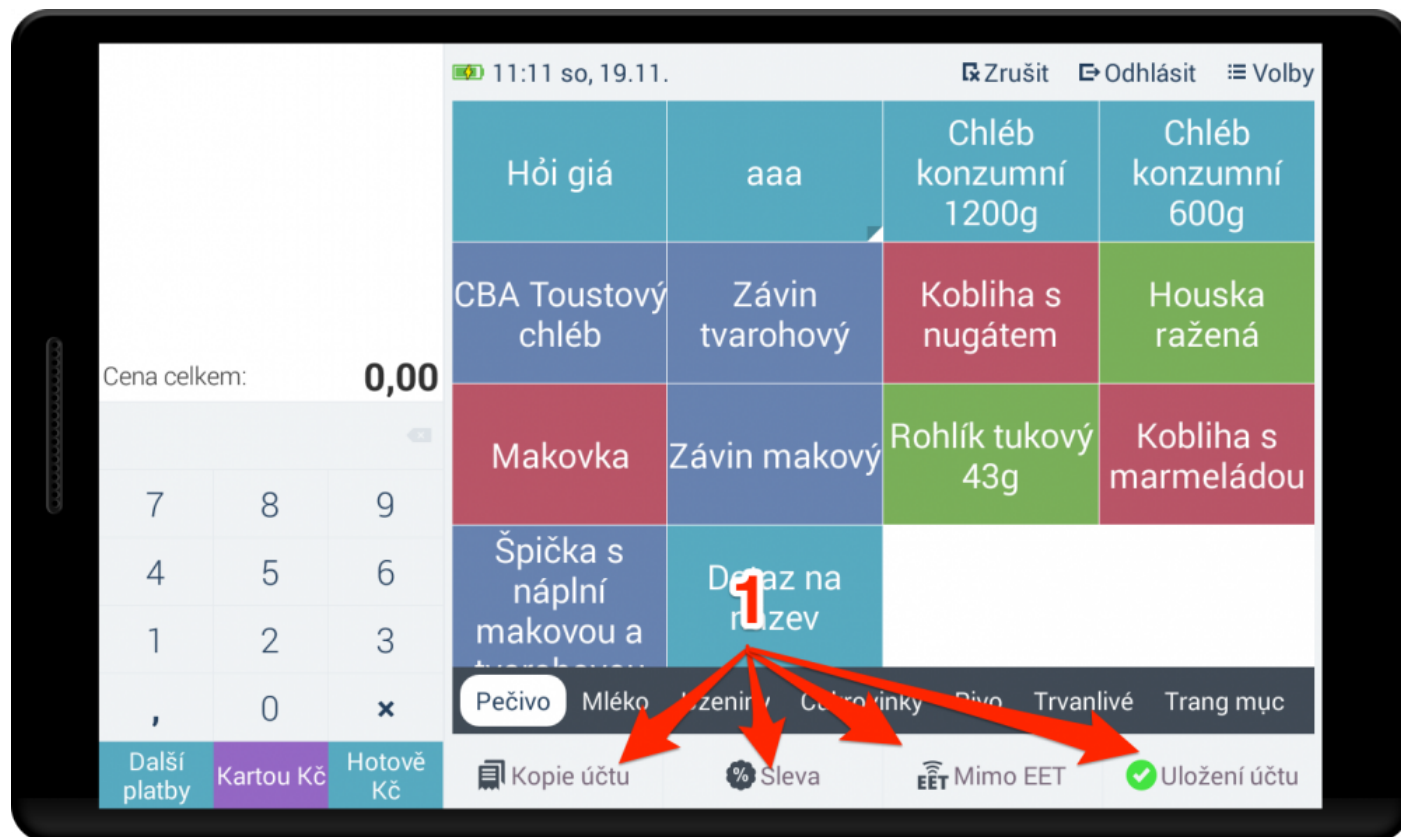 11:11 so, 19.11.
Zrušit
Odhlásit
Volby
Hỏi giá
aaa
Chléb
konzumní
1200g
Chléb
konzumní
600g
CBA Toustový
chléb
Závin
tvarohový
Kobliha s
nugátem
Houska
ražená
Makovka
Závin makový
Rohlík tukový
43g
Kobliha s
marmeládou
Špička s
náplní
makovou a
na
1
Cena celkem:
0,00
7 8 9
4 5 6
1 2 3
, 0 ×
Další
platby
Kartou Kč
Hotově
Kč
Pečivo
Mléko
Trvanlivé
Trang mục
Kopie účtu
% Sleva
EET Mimo EET
Uložení účtu